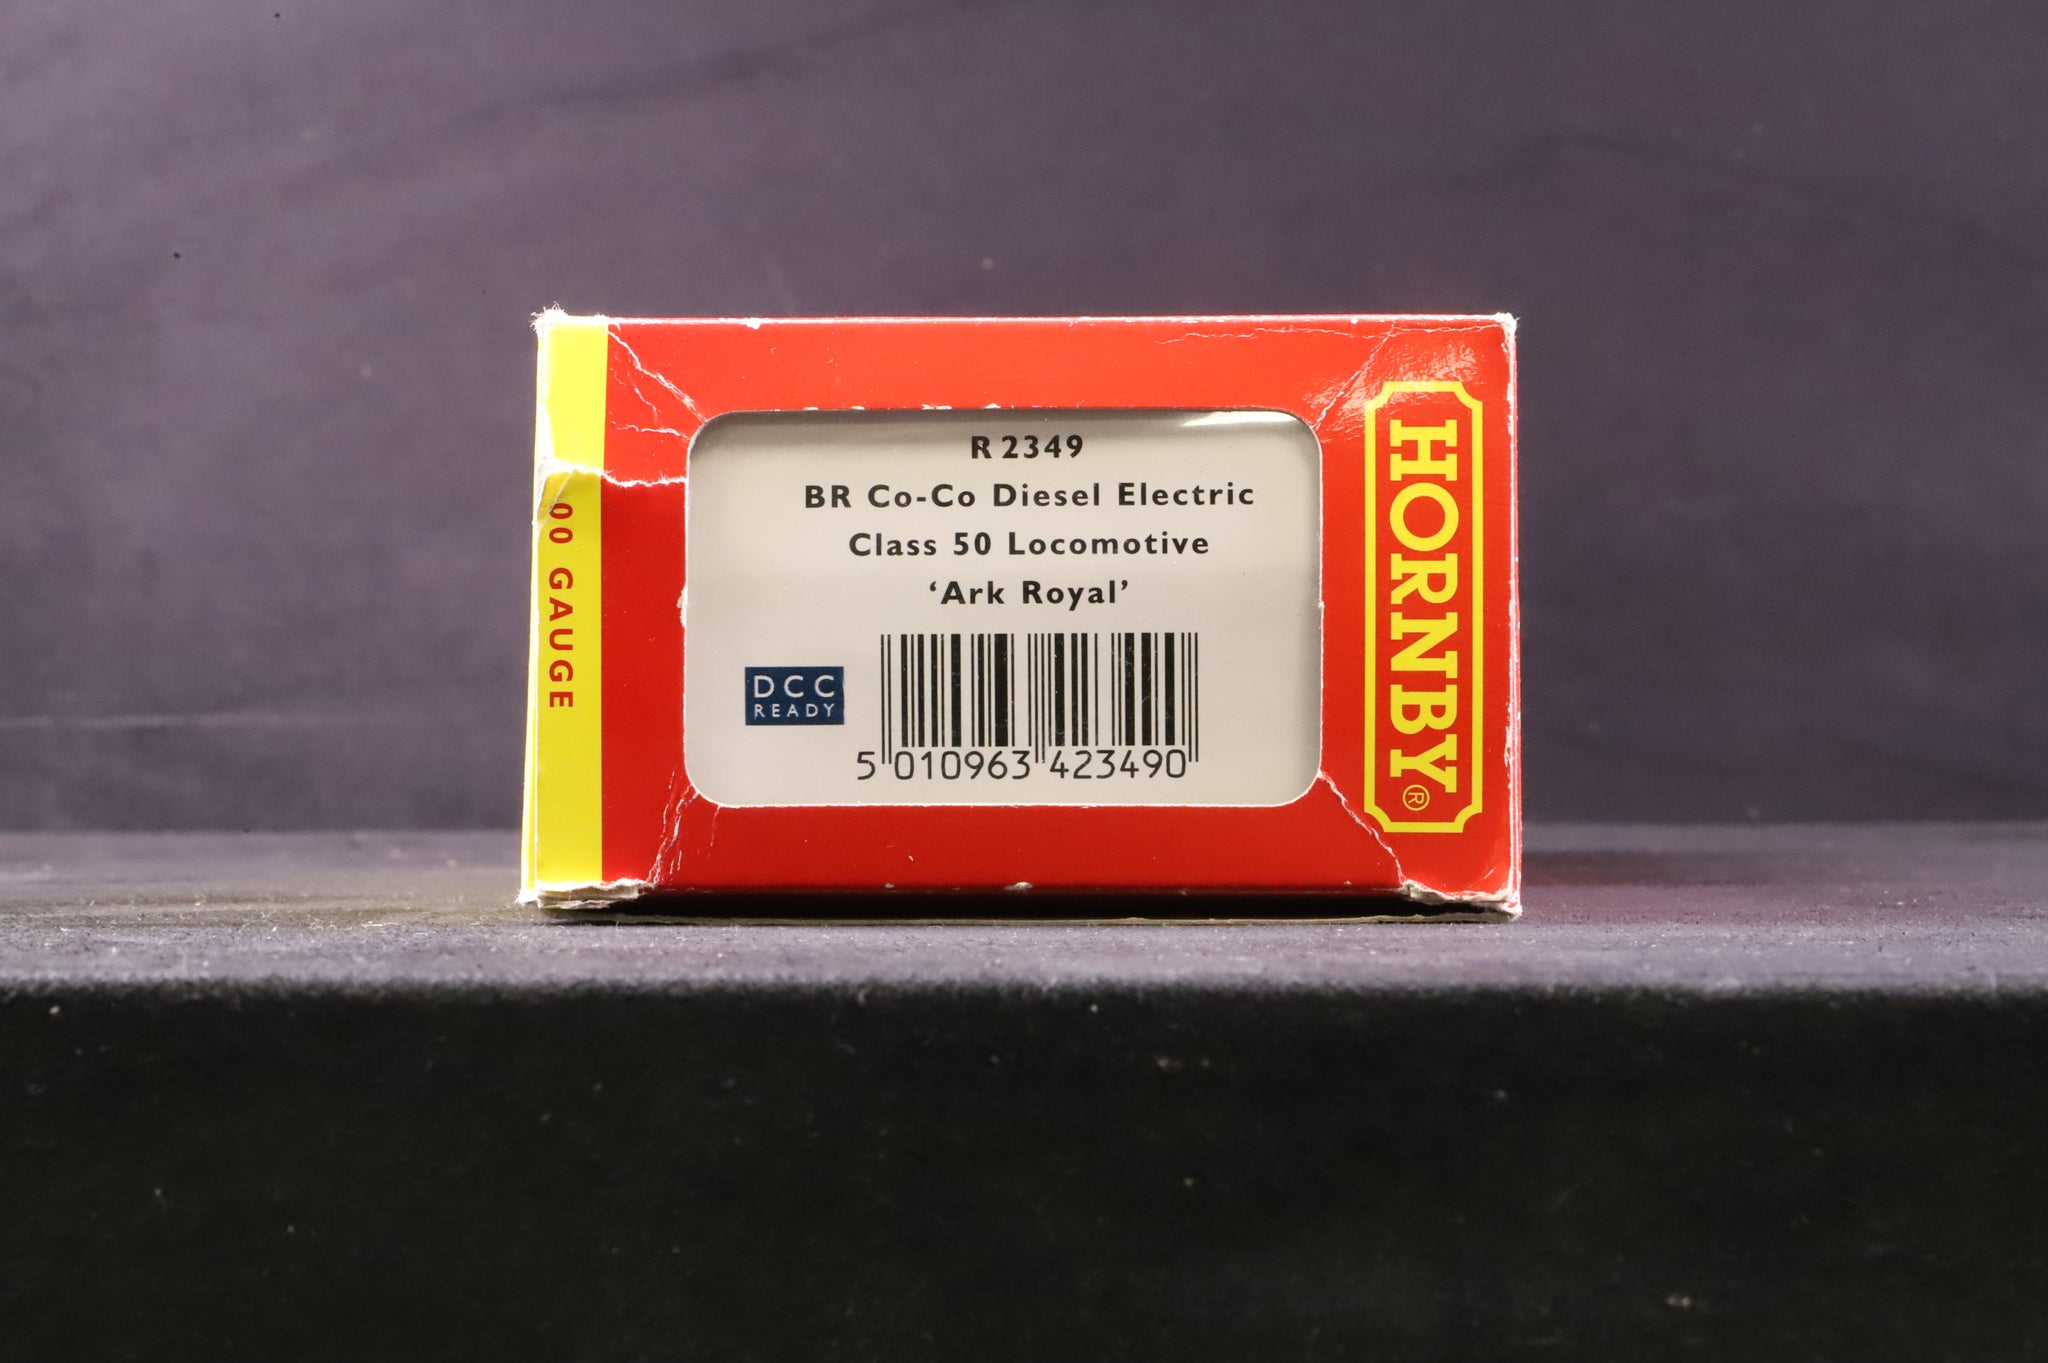 00 GAUGE
R 2349
BR Co-Co Diesel Electric
Class 50 Locomotive
‘Ark Royal’
DCC
READY
5 010963 423490
HORNBY®